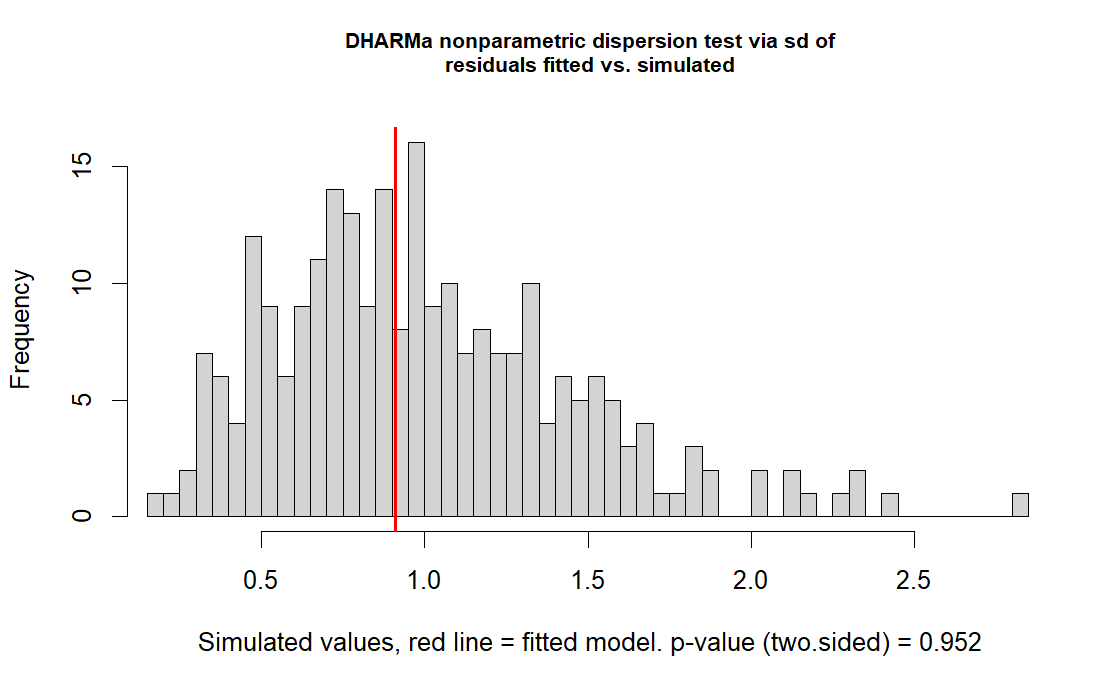 DHARMa nonparametric dispersion test via sd of
residuals fitted vs. simulated
Frequency
15
10
5
0
0.5 1.0 1.5 2.0 2.5
Simulated values, red line = fitted model. p-value (two.sided) = 0.952